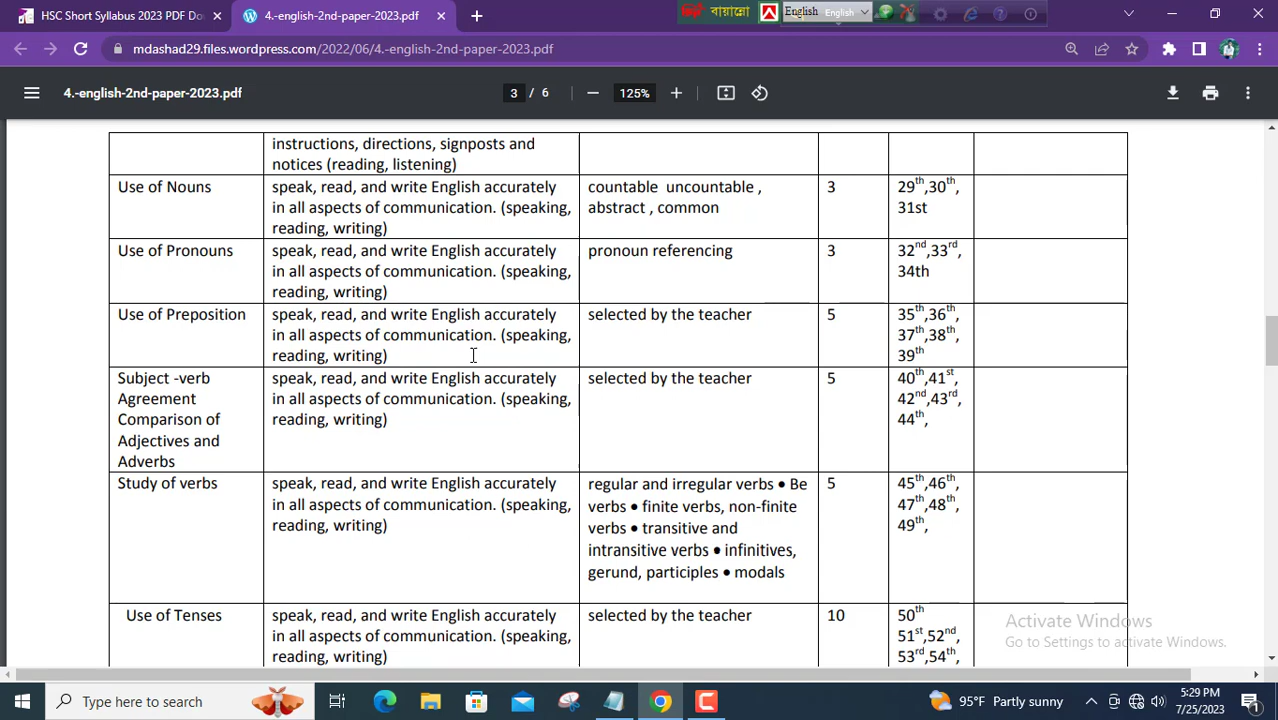 HSC Short Syllabus 2023 PDF Do
4.-english-2nd-paper-2023.pdf
বায়ান্নো
English
English
mdashad29.files.wordpress.com/2022/06/4.-english-2nd-paper-2023.pdf
4.-english-2nd-paper-2023.pdf
3 / 6
125%
instructions, directions, signposts and
notices (reading, listening)
Use of Nouns
speak, read, and write English accurately
in all aspects of communication. (speaking,
reading, writing)
countable uncountable ,
abstract , common
3
29th,30th,
31st
Use of Pronouns
speak, read, and write English accurately
in all aspects of communication. (speaking,
reading, writing)
pronoun referencing
3
32nd,33rd,
34th
Use of Preposition
speak, read, and write English accurately
in all aspects of communication. (speaking,
reading, writing)
selected by the teacher
5
35th,36th,
37th,38th,
39th
Subject -verb
Agreement
Comparison of
Adjectives and
Adverbs
speak, read, and write English accurately
in all aspects of communication. (speaking,
reading, writing)
selected by the teacher
5
40th,41st,
42nd,43rd,
44th,
Study of verbs
speak, read, and write English accurately
in all aspects of communication. (speaking,
reading, writing)
regular and irregular verbs • Be
verbs • finite verbs, non-finite
verbs • transitive and
intransitive verbs • infinitives,
gerund, participles • modals
5
45th,46th,
47th,48th,
49th,
Use of Tenses
speak, read, and write English accurately
in all aspects of communication. (speaking,
reading, writing)
selected by the teacher
10
50th
51st,52nd,
53rd,54th,
Activate Windows
Go to Settings to activate Windows.
Type here to search
95°F Partly sunny
5:29 PM
7/25/2023
1